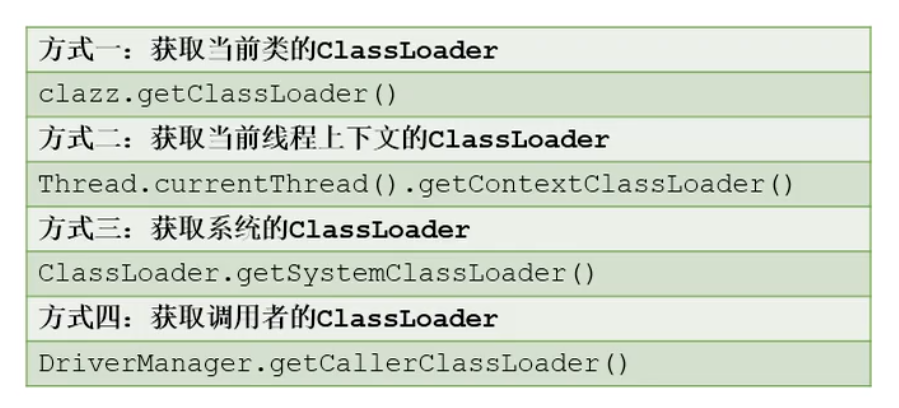 方式一：获取当前类的ClassLoader
clazz.getClassLoader()
方式二：获取当前线程上下文的ClassLoader
Thread.currentThread().getContextClassLoader()
方式三：获取系统的ClassLoader
ClassLoader.getSystemClassLoader()
方式四：获取调用者的ClassLoader
DriverManager.getCallerClassLoader()